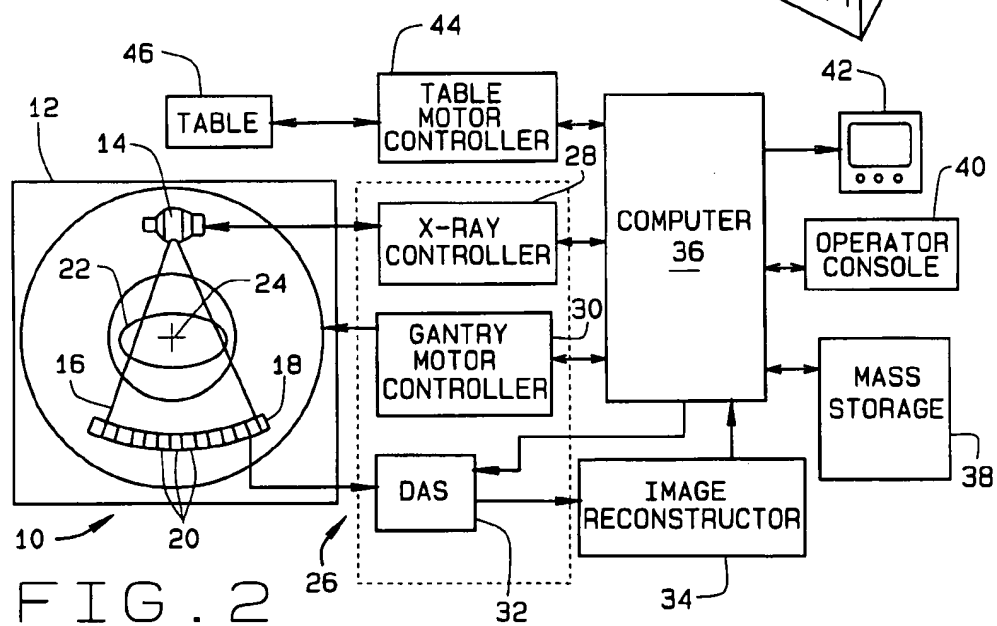 44
46
42
TABLE
TABLE
MOTOR
CONTROLLER
12
14
28
40
X-RAY
CONTROLLER
COMPUTER
36
OPERATOR
CONSOLE
22
24
30
GANTRY
MOTOR
CONTROLLER
16
18
MASS
STORAGE
38
DAS
IMAGE
RECONSTRUCTOR
10
20
26
32
34
FIG. 2